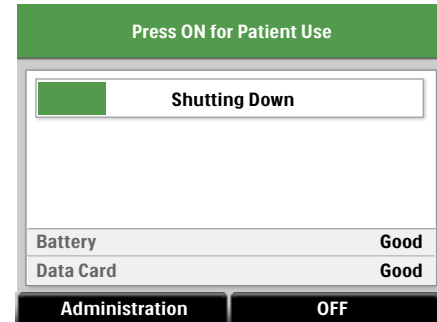 Press ON for Patient Use
Shutting Down
Battery Good
Data Card Good
Administration OFF